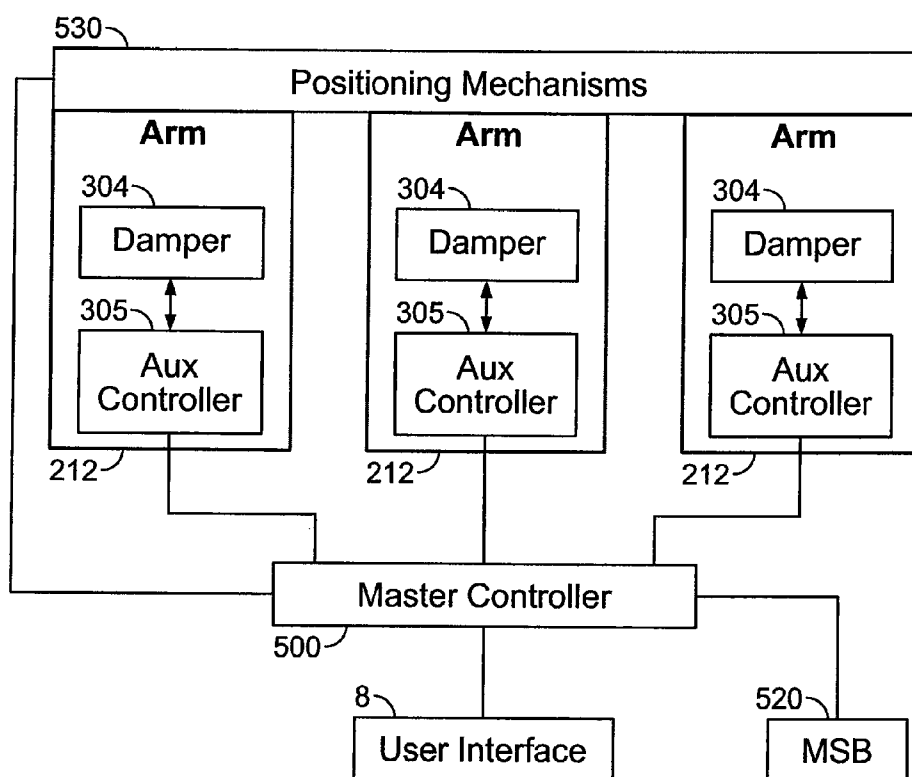 530
Positioning Mechanisms
Arm
Arm
Arm
304
304
304
Damper
Damper
Damper
305
305
305
Aux
Controller
Aux
Controller
Aux
Controller
212
212
212
Master Controller
500
8
520
User Interface
MSB